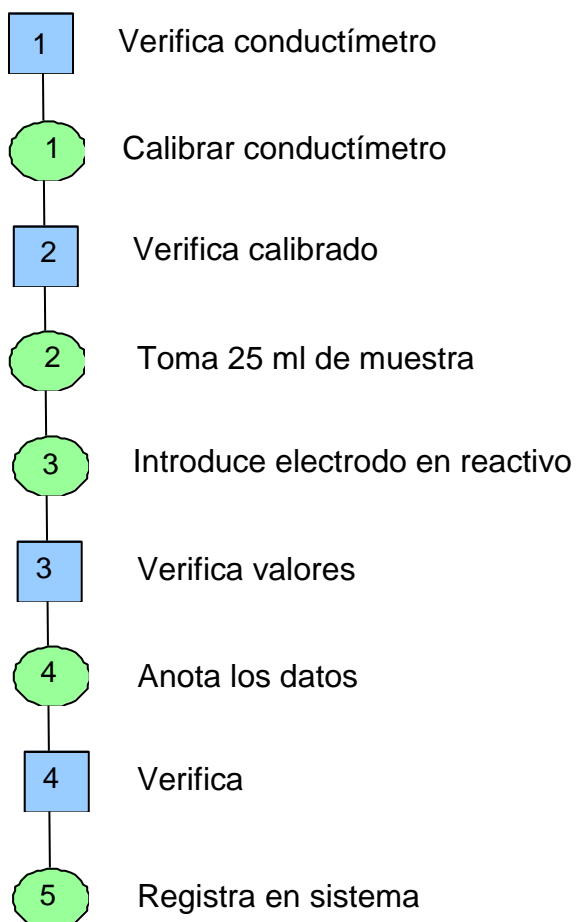 1 Verifica conductímetro
1 Calibrar conductímetro
2 Verifica calibrado
2 Toma 25 ml de muestra
3 Introduce electrodo en reactivo
3 Verifica valores
4 Anota los datos
4 Verifica
5 Registra en sistema